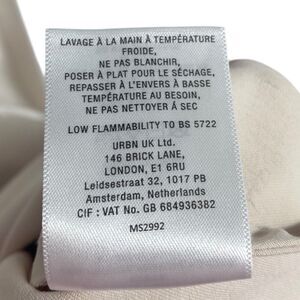 LAVAGE À LA MAIN À TEMPÉRATURE
FROIDE,
NE PAS BLANCHIR,
POSER À PLAT POUR LE SÉCHAGE,
REPASSER À L'ENVERS À BASSE
TEMPÉRATURE AU BESOIN,
NE PAS NETTOYER Á SEC
LOW FLAMMABILITY TO BS 5722
URBN UK Ltd.
146 BRICK LANE,
LONDON, E1 6RU
Leidsestraat 32, 1017 PB
Amsterdam, Netherlands
CIF : VAT No. GB 684936382
MS2992